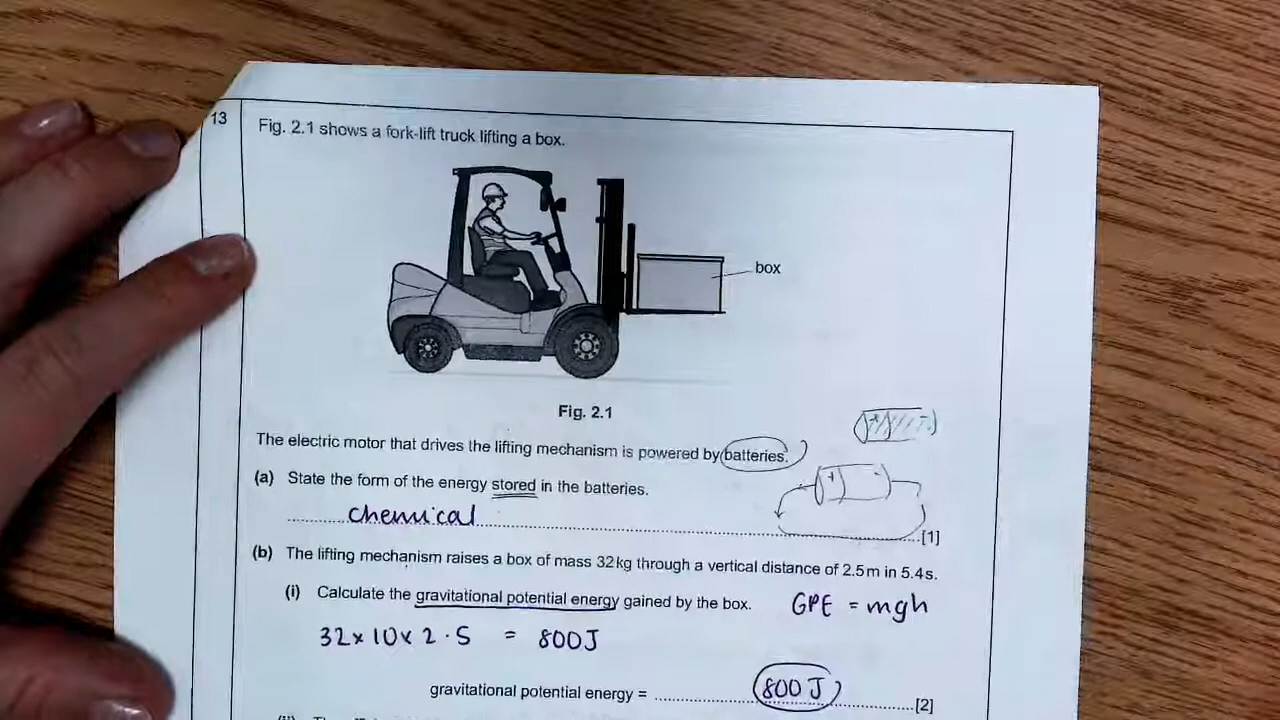 13
Fig. 2.1 shows a fork-lift truck lifting a box.
box
Fig. 2.1
The electric motor that drives the lifting mechanism is powered by batteries.
(a) State the form of the energy stored in the batteries.
chemical
[1]
(b) The lifting mechanism raises a box of mass 32 kg through a vertical distance of 2.5 m in 5.4 s.
(i) Calculate the gravitational potential energy gained by the box. GPE = mgh
32 x 10 x 2.5 = 800J
gravitational potential energy = 800 J [2]